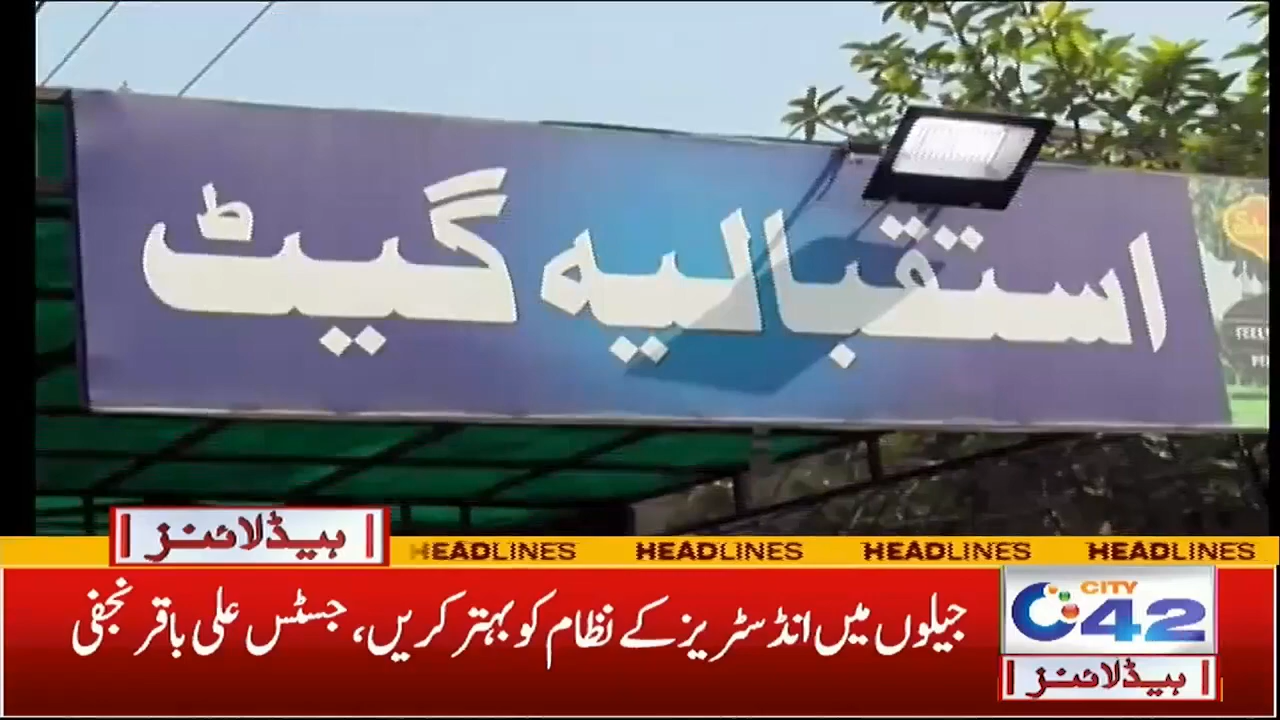 استقبالیہ گیٹ
FEEL
ہیڈلائنز
HEADLINES HEADLINES HEADLINES HEADLINES
جیلوں میں انڈسٹریز کے نظام کو بہتر کریں، جسٹس علی باقر نجفی
CITY
42
ہیڈلائنز